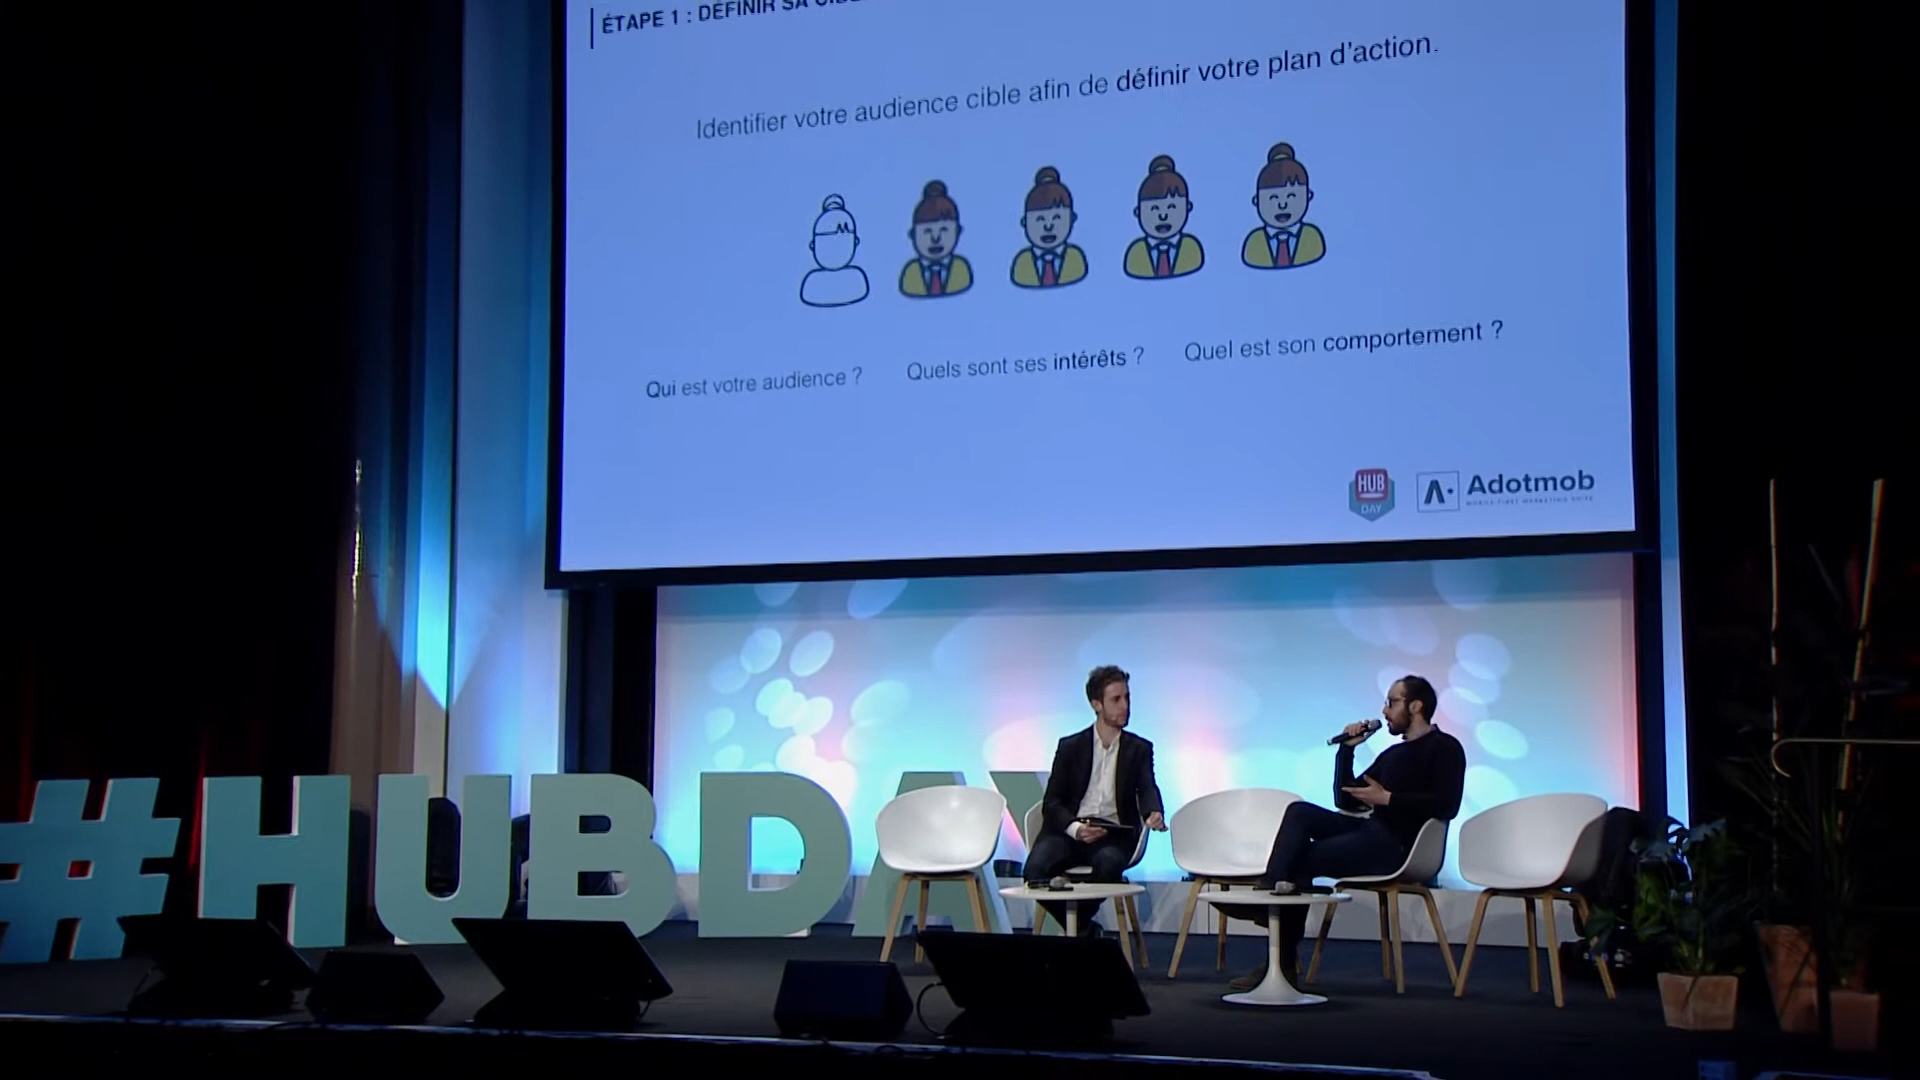 ÉTAPE 1 : DÉFINIR SA
Identifier votre audience cible afin de définir votre plan d'action.
Qui est votre audience ?
Quels sont ses intérêts ?
Quel est son comportement ?
HUB
DAY
Adotmob
#HUBDAY